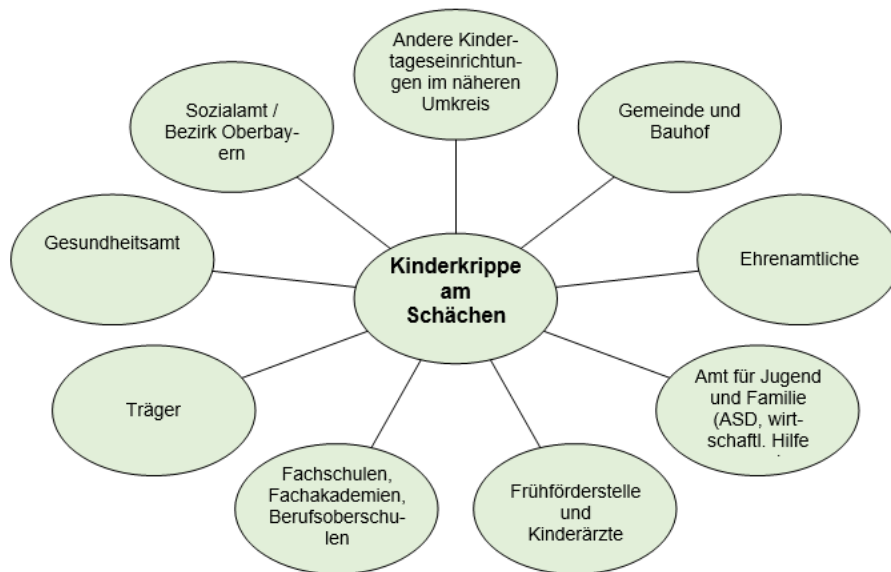 Andere Kinder-
tageseinrichtun-
gen im näheren
Umkreis
Sozialamt /
Bezirk Oberbay-
ern
Gemeinde und
Bauhof
Gesundheitsamt
Kinderkrippe
am
Schächen
Ehrenamtliche
Träger
Amt für Jugend
und Familie
(ASD, wirt-
schaftl. Hilfe
Fachschulen,
Fachakademien,
Berufsoberschu-
len
Frühförderstelle
und
Kinderärzte